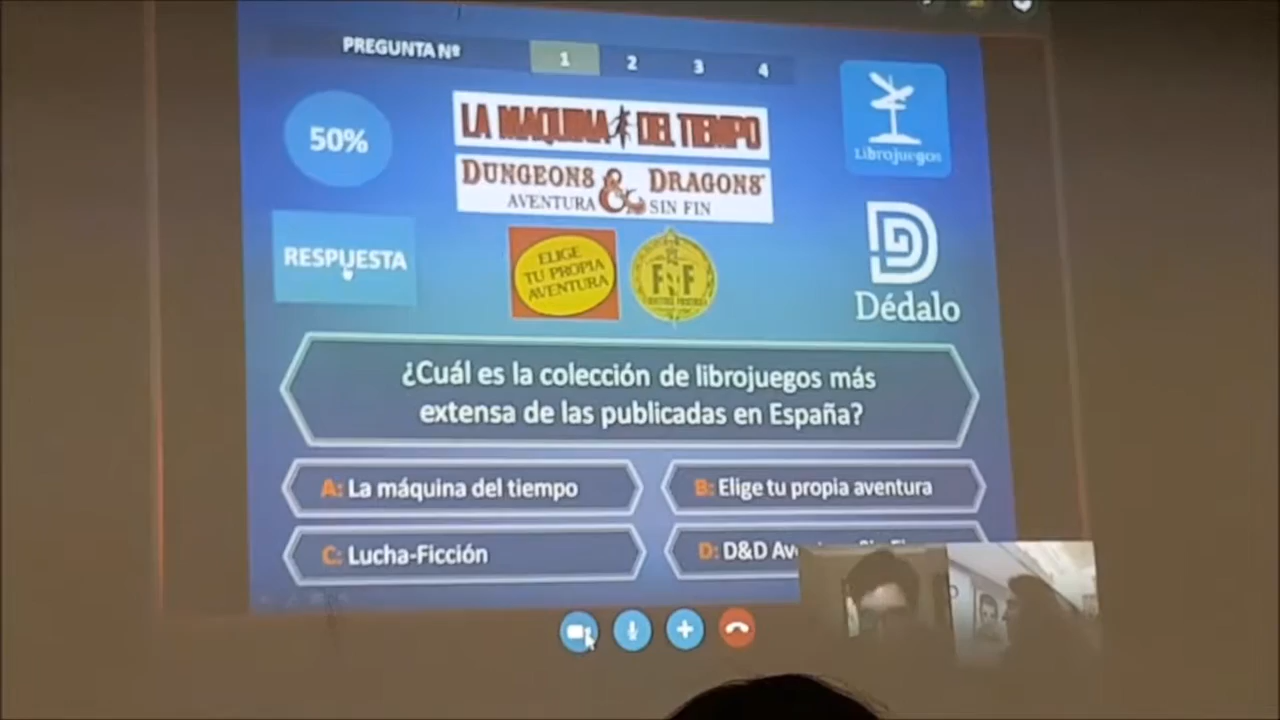 PREGUNTA Nº 1 2 3 4
50%
LA MAQUINA DEL TIEMPO
Librojuegos
DUNGEONS & DRAGONS
AVENTURA SIN FIN
RESPUESTA
ELIGE
TU PROPIA
AVENTURA
F F
Dédalo
¿Cuál es la colección de librojuegos más
extensa de las publicadas en España?
A: La máquina del tiempo
B: Elige tu propia aventura
C: Lucha-Ficción
D: D&D